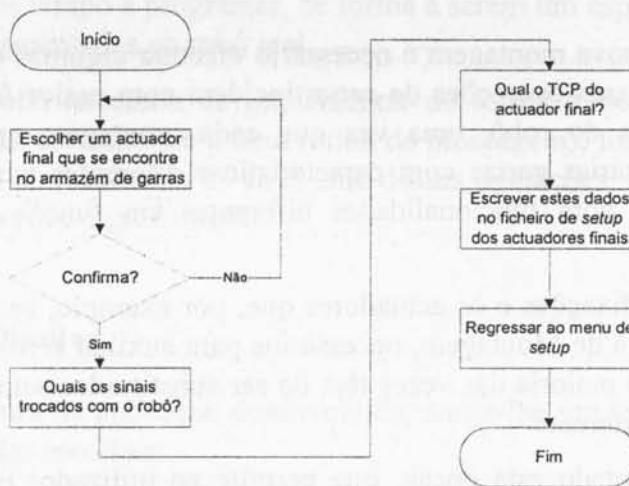 Início
Escolher um actuador
final que se encontre
no armazém de garras
Confirma?
Não
Sim
Quais os sinais
trocados com o robô?
Qual o TCP do
actuador final?
Escrever estes dados
no ficheiro de setup
dos actuadores finais
Regressar ao menu de
setup
Fim